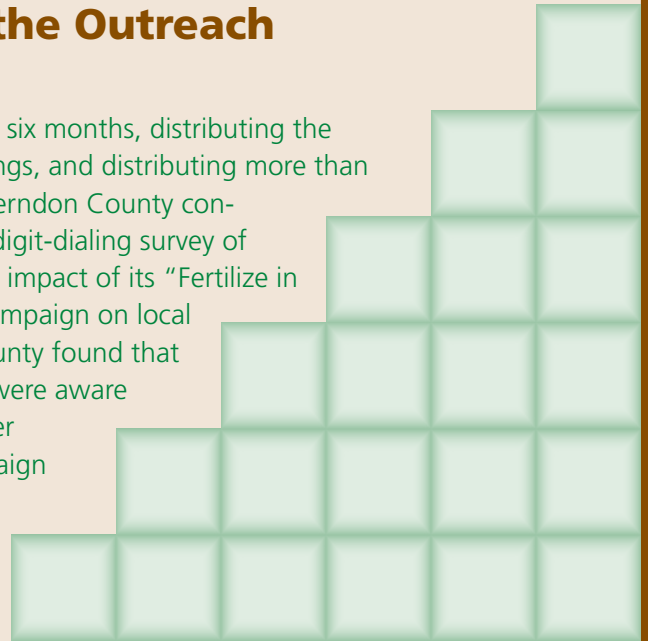 the Outreach
six months, distributing the
ngs, and distributing more than
erndon County con-
digit-dialing survey of
impact of its “Fertilize in
mpaign on local
unty found that
were aware
er
aign